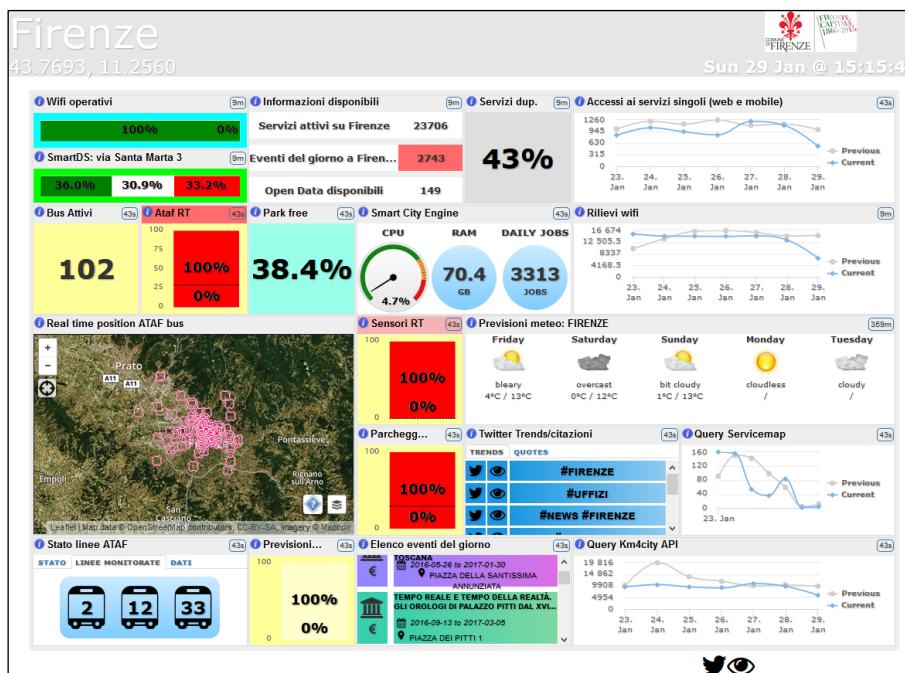 Firenze
43.7693, 11.2560
COMUNE
DI FIRENZE
FIRENZE
CAPITALE
1865-2015
Sun 29 Jan @ 15:15:4
Wifi operativi 9m
100% 0%
SmartDS: via Santa Marta 3 9m
36.0% 30.9% 33.2%
Informazioni disponibili 9m
Servizi attivi su Firenze 23706
Eventi del giorno a Firen... 2743
Open Data disponibili 149
Servizi dup. 9m
43%
Accessi ai servizi singoli (web e mobile) 43s
1260
945
630
315
0
23. Jan 24. Jan 25. Jan 26. Jan 27. Jan 28. Jan 29. Jan
Previous
Current
Bus Attivi 43s
102
Ataf RT 43s
100
75
50
25
0
100%
0%
Park free 43s
38.4%
Smart City Engine 43s
CPU RAM DAILY JOBS
4.7%
70.4
GB
3313
JOBS
Rilievi wifi 9m
16 674
12 505.5
8337
4168.5
0
23. Jan 24. Jan 25. Jan 26. Jan 27. Jan 28. Jan 29. Jan
Previous
Current
Real time position ATAF bus
+
−
Prato
A11 A11
Pontassieve
Empoli
Rignano
sull'Arno
San
Casciano
Leaflet | Map data © OpenStreetMap contributors, CC-BY-SA, Imagery © Mapbox
Sensori RT 43s
100
0
100%
0%
Previsioni meteo: FIRENZE 359m
Friday Saturday Sunday Monday Tuesday
bleary overcast bit cloudy cloudless cloudy
4°C / 13°C 0°C / 12°C 1°C / 13°C / /
Parchegg... 43s
100
0
100%
0%
Twitter Trends/citazioni 43s
TRENDS QUOTES
#FIRENZE
#UFFIZI
#NEWS #FIRENZE
Query Servicemap 43s
160
120
80
40
0
23. Jan
Previous
Current
Stato linee ATAF 43s
STATO LINEE MONITORATE DATI
2 12 33
Previsioni... 43s
100
0
100%
0%
Elenco eventi del giorno 43s
TOSCANA
€
2016-05-26 to 2017-01-30
PIAZZA DELLA SANTISSIMA
ANNUNZIATA
TEMPO REALE E TEMPO DELLA REALTÀ.
GLI OROLOGI DI PALAZZO PITTI DAL XVI...
€
2016-09-13 to 2017-03-05
PIAZZA DEI PITTI 1
Query Km4city API 43s
19 816
14 862
9908
4954
0
23. Jan 24. Jan 25. Jan 26. Jan 27. Jan 28. Jan 29. Jan
Previous
Current